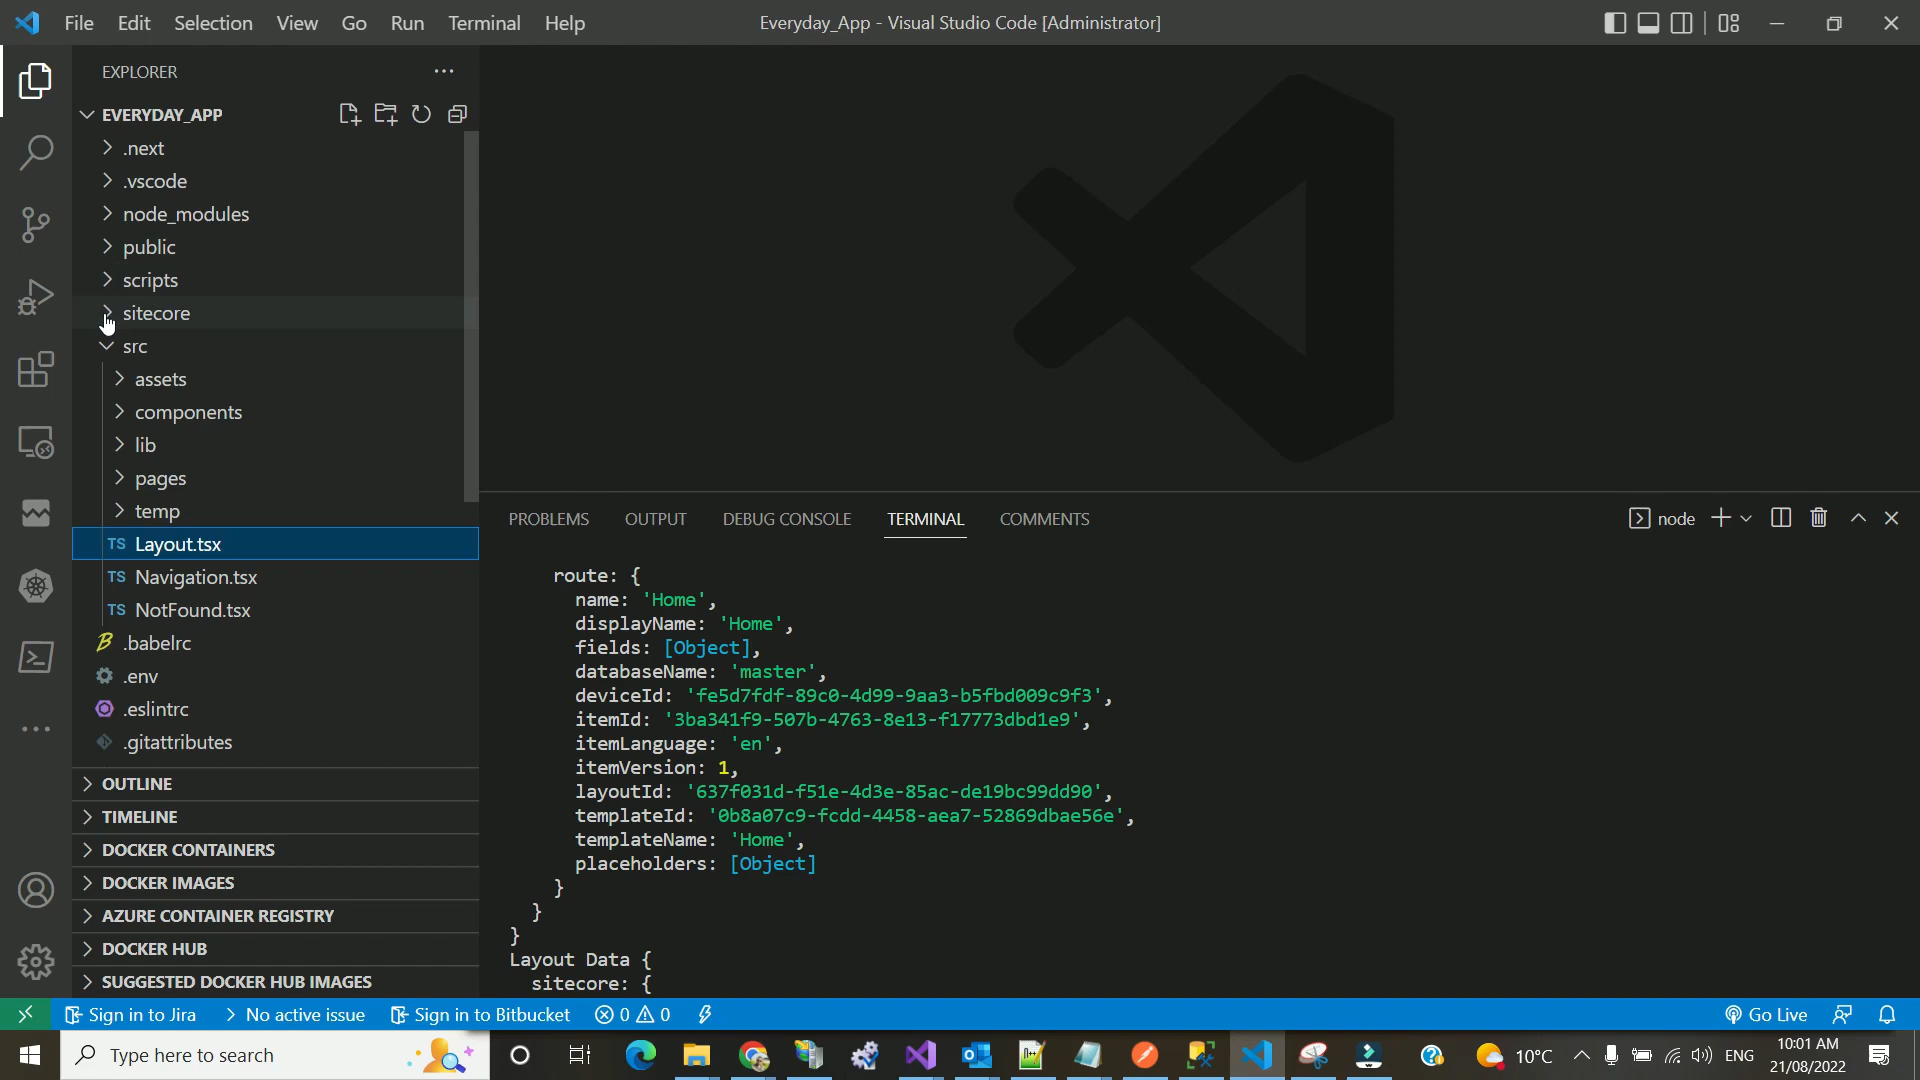 File Edit Selection View Go Run Terminal Help
Everyday_App - Visual Studio Code [Administrator]
EXPLORER
EVERYDAY_APP
.next
.vscode
node_modules
public
scripts
sitecore
src
assets
components
lib
pages
temp
TS Layout.tsx
TS Navigation.tsx
TS NotFound.tsx
.babelrc
.env
.eslintrc
.gitattributes
OUTLINE
TIMELINE
DOCKER CONTAINERS
DOCKER IMAGES
AZURE CONTAINER REGISTRY
DOCKER HUB
SUGGESTED DOCKER HUB IMAGES
PROBLEMS OUTPUT DEBUG CONSOLE TERMINAL COMMENTS
node
route: {
name: 'Home',
displayName: 'Home',
fields: [Object],
databaseName: 'master',
deviceId: 'fe5d7fdf-89c0-4d99-9aa3-b5fbd009c9f3',
itemId: '3ba341f9-507b-4763-8e13-f17773dbd1e9',
itemLanguage: 'en',
itemVersion: 1,
layoutId: '637f031d-f51e-4d3e-85ac-de19bc99dd90',
templateId: '0b8a07c9-fcdd-4458-aea7-52869dbae56e',
templateName: 'Home',
placeholders: [Object]
}
}
}
Layout Data {
sitecore: {
Sign in to Jira No active issue Sign in to Bitbucket 0 0 Go Live
Type here to search
10°C ENG
10:01 AM
21/08/2022